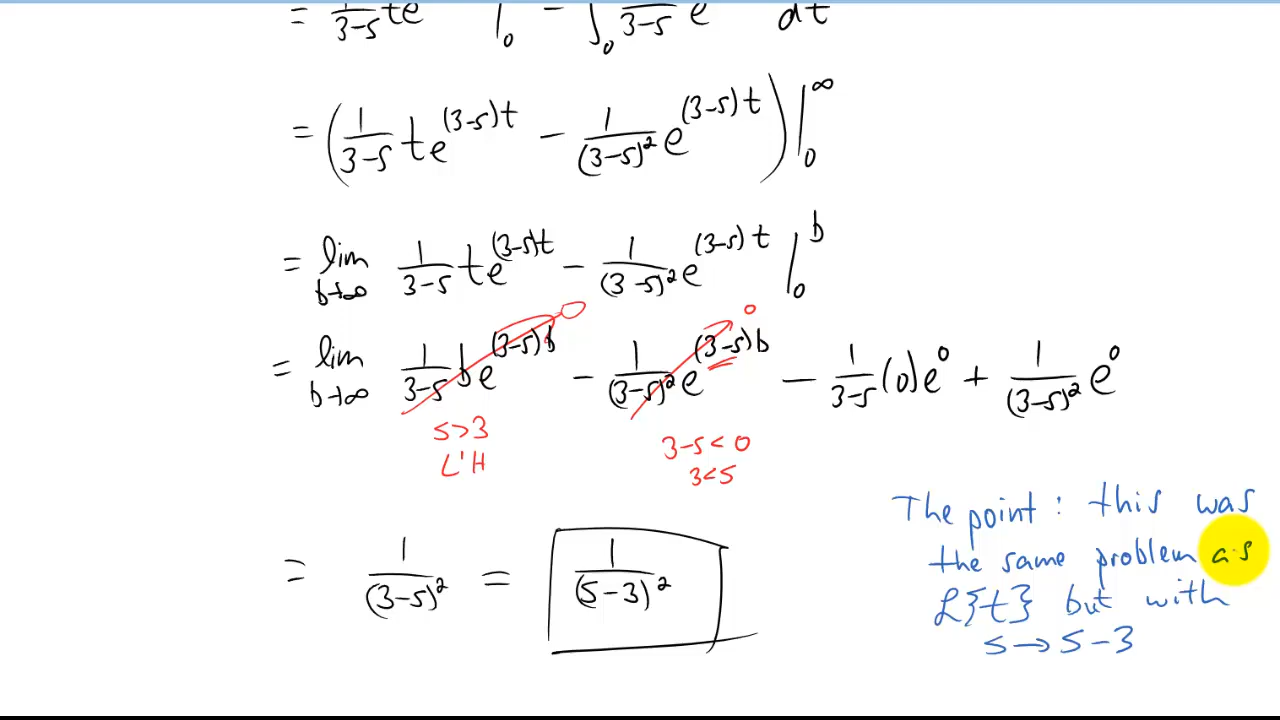 = 1/(3-s) te |₀ - ∫₀ 1/(3-s) e dt
= (1/(3-s) te^((3-s)t) - 1/(3-s)² e^((3-s)t)) |₀^∞
= lim b→∞ 1/(3-s) te^((3-s)t) - 1/(3-s)² e^((3-s)t) |₀^b
= lim b→∞ 1/(3-s) be^((3-s)b) 0 - 1/(3-s)² e^((3-s)b) 0 - 1/(3-s) (0)e^0 + 1/(3-s)² e^0
s>3
L'H
3-s<0
3<s
= 1/(3-s)² = 1/(s-3)²
The point: this was
the same problem as
L{t} but with
s → s-3